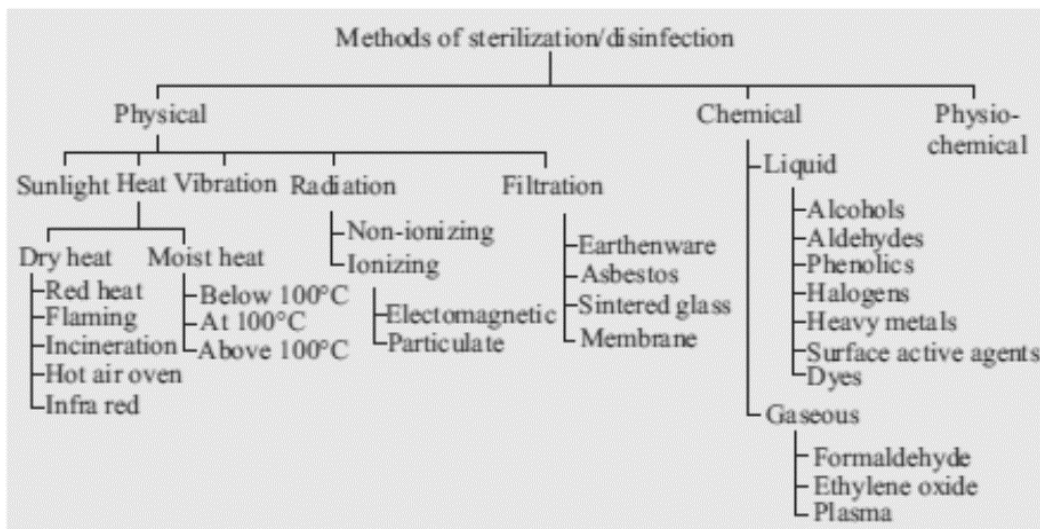 Methods of sterilization/disinfection
Physical
Chemical
Physio-
chemical
Sunlight
Heat
Vibration
Radiation
Filtration
Dry heat
Red heat
Flaming
Incineration
Hot air oven
Infra red
Moist heat
Below 100°C
At 100°C
Above 100°C
Non-ionizing
Ionizing
Electomagnetic
Particulate
Earthenware
Asbestos
Sintered glass
Membrane
Liquid
Alcohols
Aldehydes
Phenolics
Halogens
Heavy metals
Surface active agents
Dyes
Gaseous
Formaldehyde
Ethylene oxide
Plasma